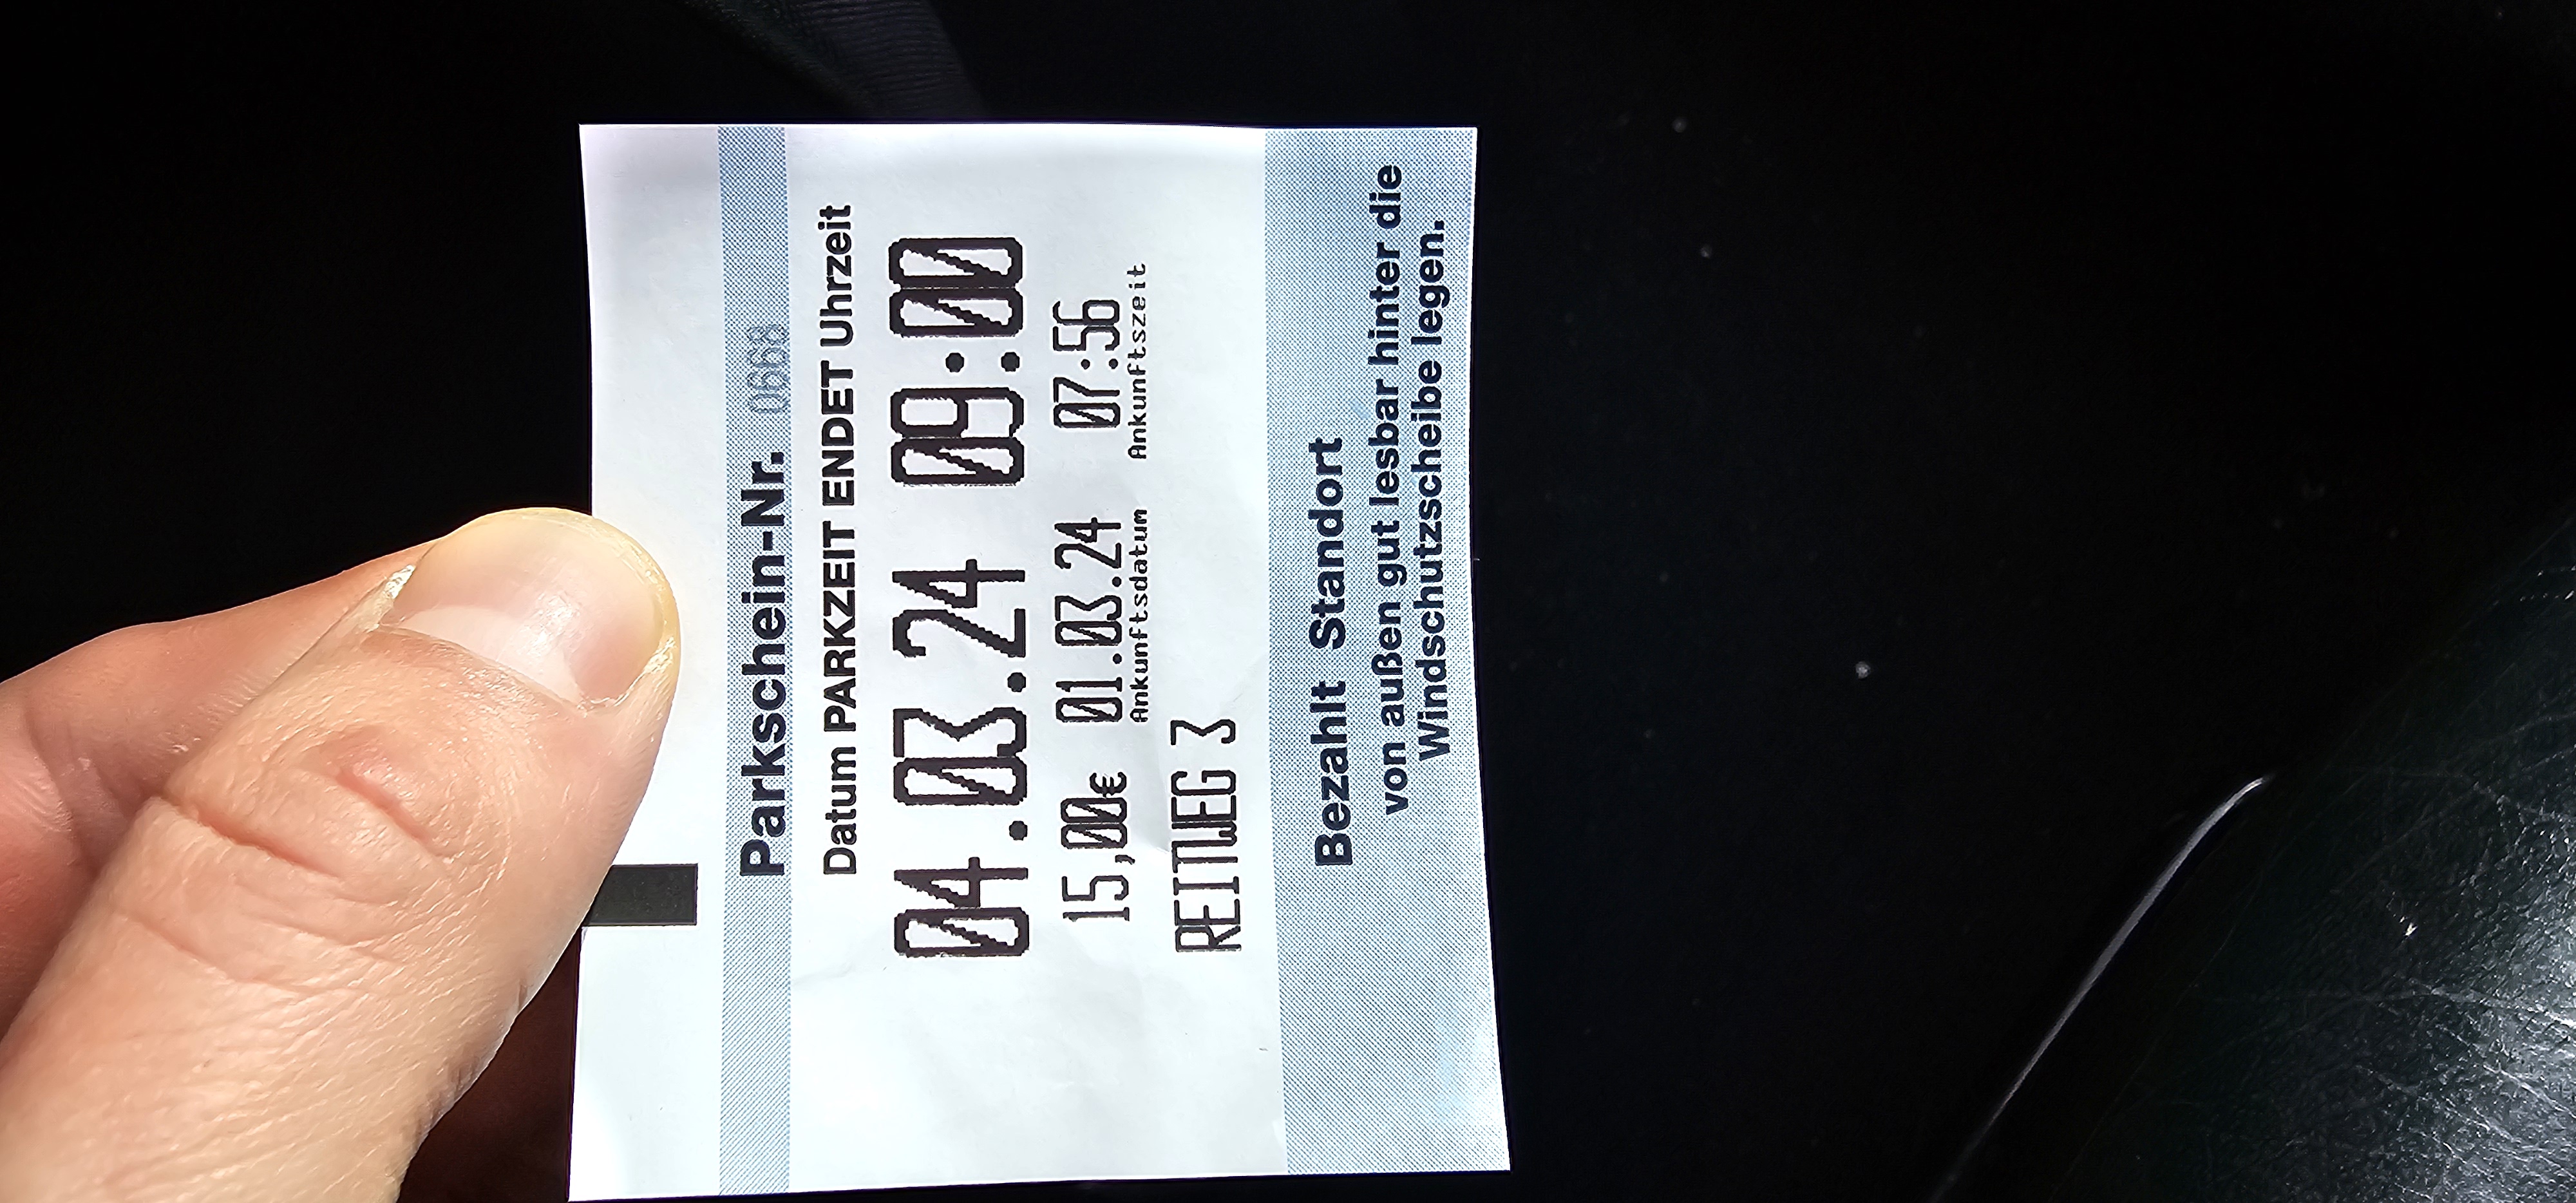 Parkschein-Nr. 0668
Datum PARKZEIT ENDET Uhrzeit
04.03.24 09:00
15,00€ 01.03.24 07:56
Ankunftsdatum Ankunftszeit
REITWEG 3
Bezahlt Standort
von außen gut lesbar hinter die
Windschutzscheibe legen.